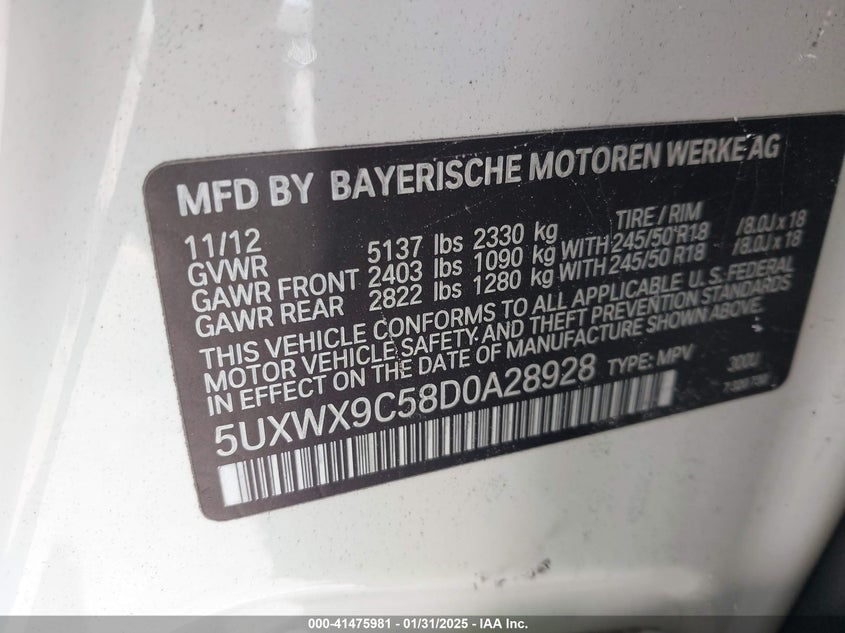 MFD BY BAYERISCHE MOTOREN WERKE AG
11/12 TIRE / RIM
GVWR 5137 lbs 2330 kg
GAWR FRONT 2403 lbs 1090 kg WITH 245/50 R18 /8.0J x 18
GAWR REAR 2822 lbs 1280 kg WITH 245/50 R18 /8.0J x 18
THIS VEHICLE CONFORMS TO ALL APPLICABLE U.S. FEDERAL
MOTOR VEHICLE SAFETY, AND THEFT PREVENTION STANDARDS
IN EFFECT ON THE DATE OF MANUFACTURE SHOWN ABOVE.
5UXWX9C58D0A28928 TYPE: MPV 300U
000-41475981 - 01/31/2025 - IAA Inc.